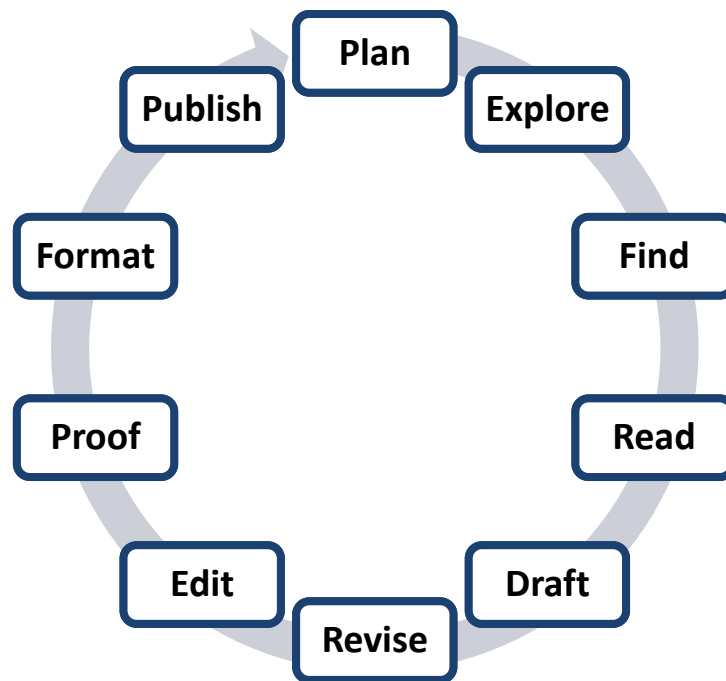 Plan
Explore
Find
Read
Draft
Revise
Edit
Proof
Format
Publish